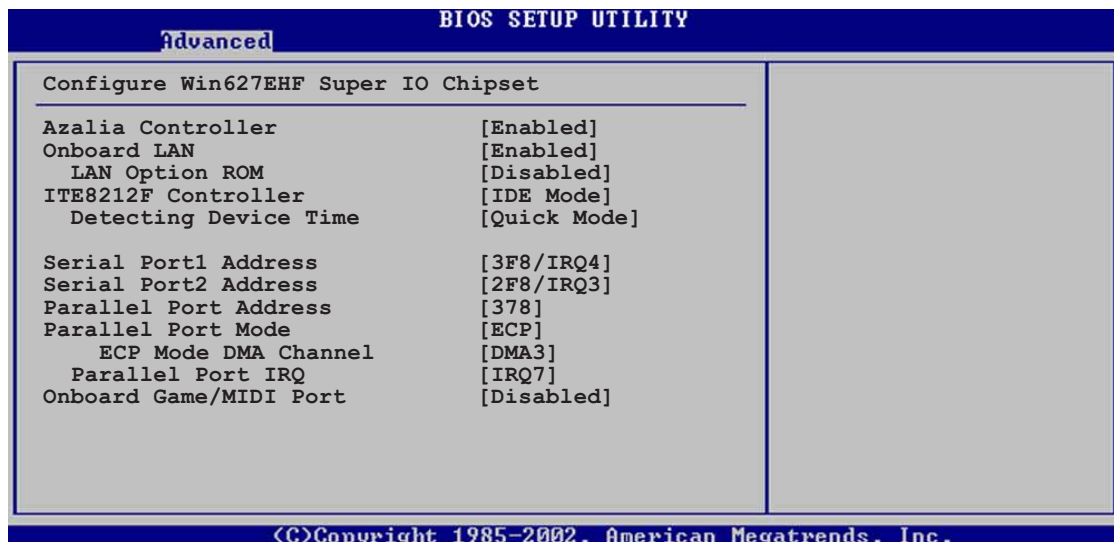 BIOS SETUP UTILITY
Advanced
Configure Win627EHF Super IO Chipset
Azalia Controller [Enabled]
Onboard LAN [Enabled]
LAN Option ROM [Disabled]
ITE8212F Controller [IDE Mode]
Detecting Device Time [Quick Mode]
Serial Port1 Address [3F8/IRQ4]
Serial Port2 Address [2F8/IRQ3]
Parallel Port Address [378]
Parallel Port Mode [ECP]
ECP Mode DMA Channel [DMA3]
Parallel Port IRQ [IRQ7]
Onboard Game/MIDI Port [Disabled]
(C)Copyright 1985-2002, American Megatrends, Inc.